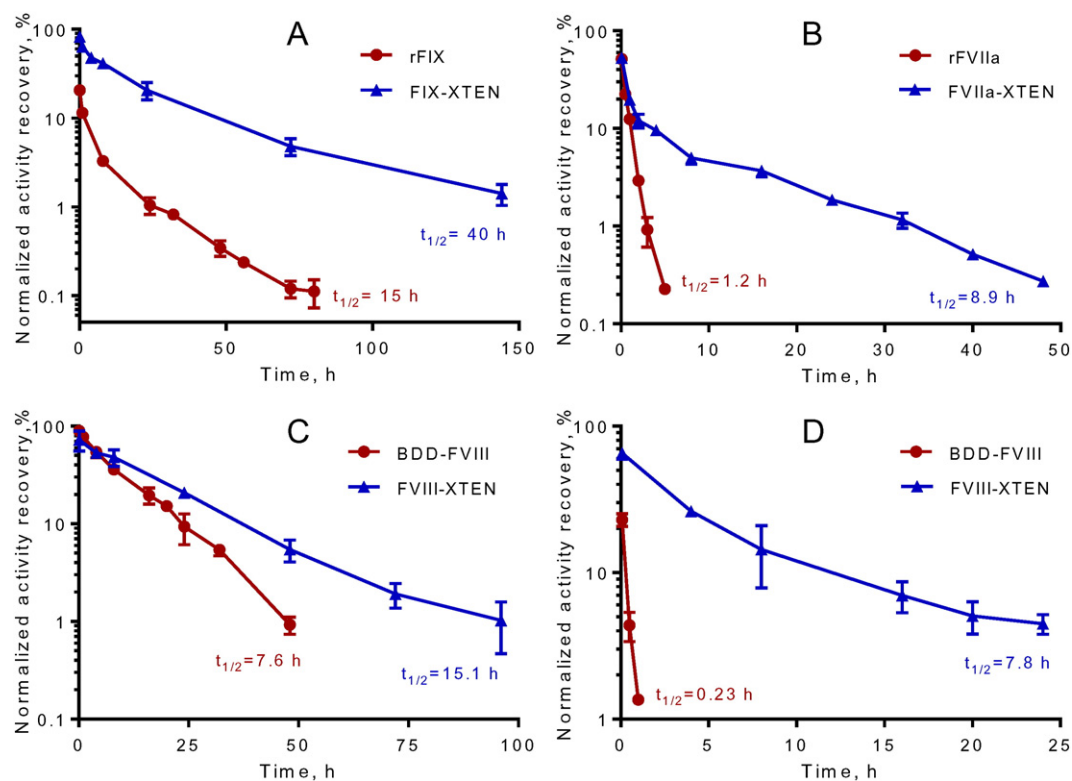 A
Normalized activity recovery, %
100
10
1
0.1
rFIX
FIX-XTEN
t1/2= 40 h
t1/2= 15 h
0 50 100 150
Time, h
B
Normalized activity recovery, %
100
10
1
0.1
rFVIIa
FVIIa-XTEN
t1/2=1.2 h
t1/2=8.9 h
0 10 20 30 40 50
Time, h
C
Normalized activity recovery, %
100
10
1
0.1
BDD-FVIII
FVIII-XTEN
t1/2=7.6 h
t1/2=15.1 h
0 25 50 75 100
Time, h
D
Normalized activity recovery, %
100
10
1
BDD-FVIII
FVIII-XTEN
t1/2=0.23 h
t1/2=7.8 h
0 5 10 15 20 25
Time, h